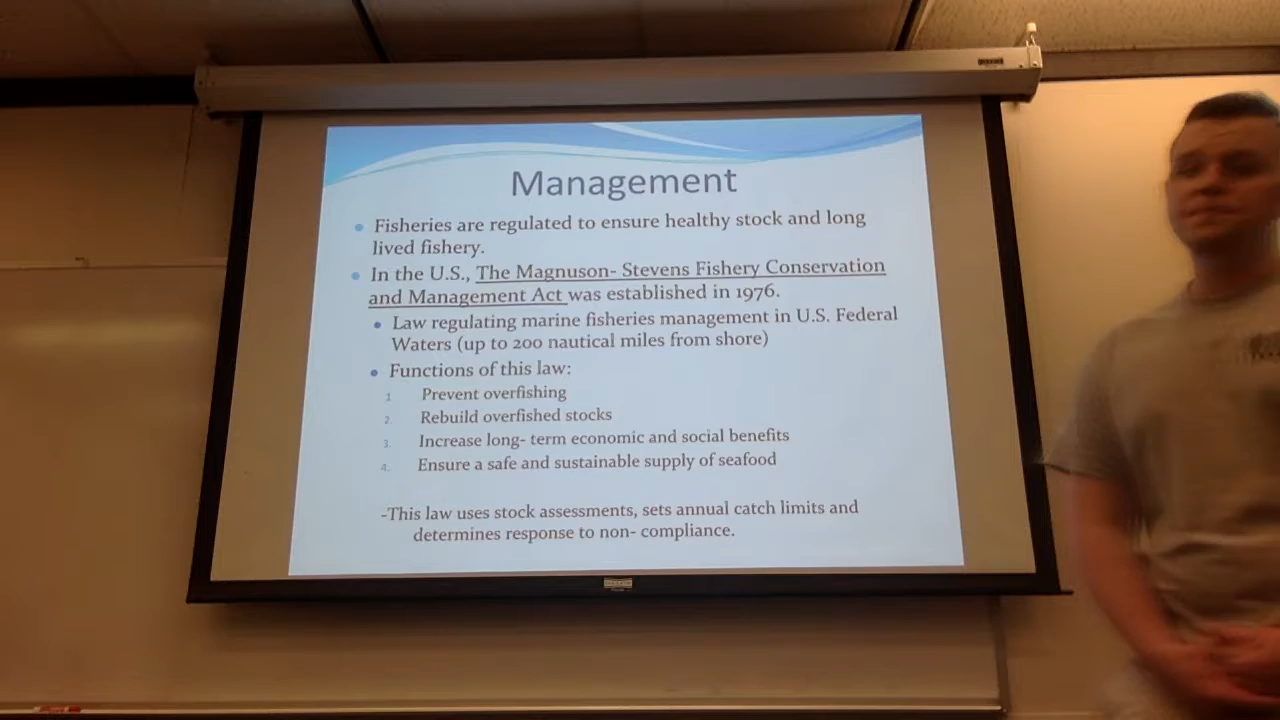 Management
• Fisheries are regulated to ensure healthy stock and long
lived fishery.
• In the U.S., The Magnuson- Stevens Fishery Conservation
and Management Act was established in 1976.
• Law regulating marine fisheries management in U.S. Federal
Waters (up to 200 nautical miles from shore)
• Functions of this law:
1. Prevent overfishing
2. Rebuild overfished stocks
3. Increase long- term economic and social benefits
4. Ensure a safe and sustainable supply of seafood
-This law uses stock assessments, sets annual catch limits and
determines response to non- compliance.